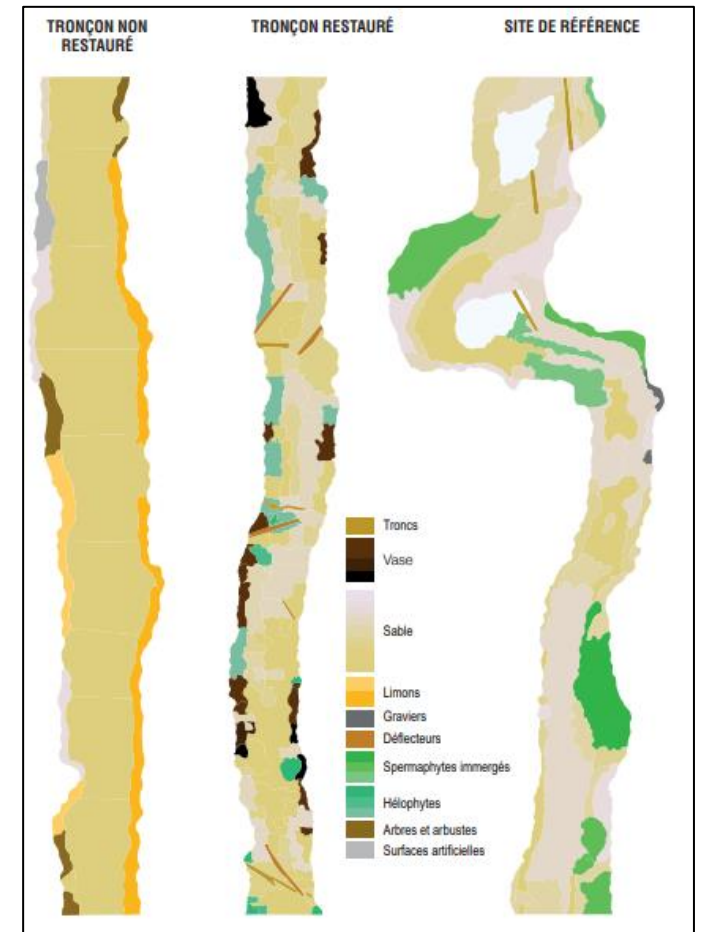 TRONÇON NON
RESTAURÉ
TRONÇON RESTAURÉ
SITE DE RÉFÉRENCE
Troncs
Vase
Sable
Limons
Graviers
Déflecteurs
Spermaphytes immergés
Hélophytes
Arbres et arbustes
Surfaces artificielles